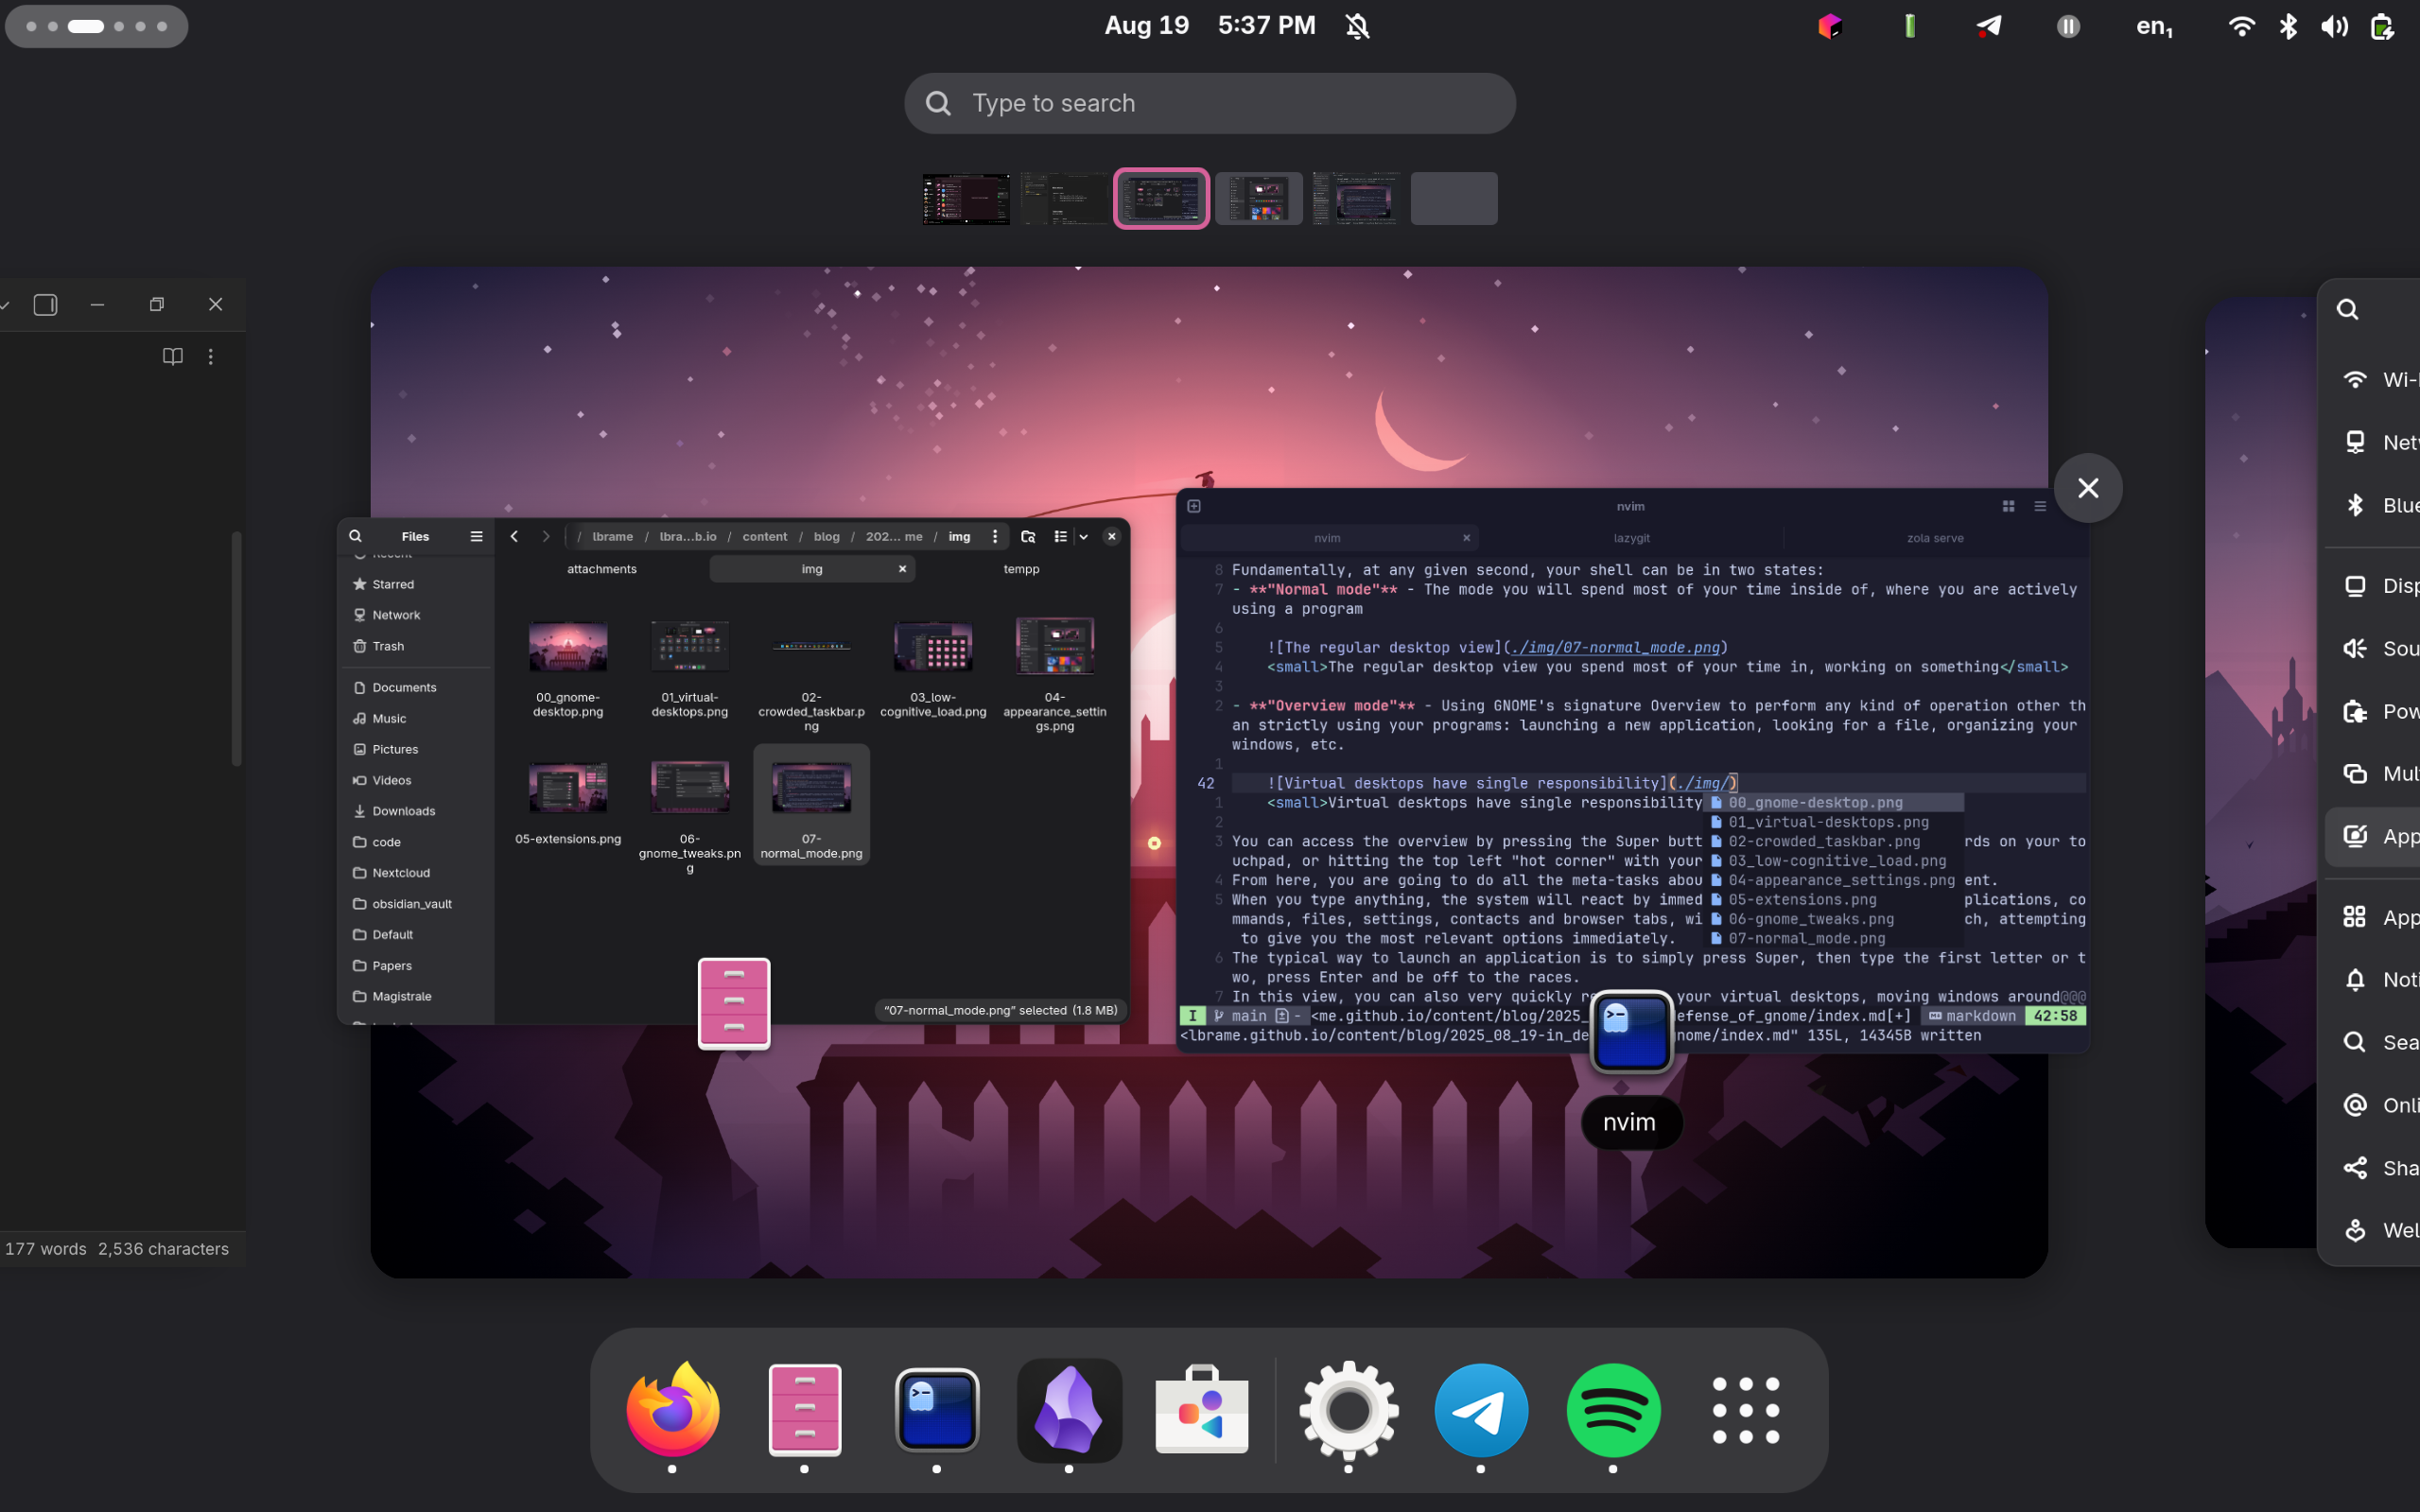 Aug 19 5:37 PM
en₁
Type to search
Files
/ lbrame / lbra...b.io / content / blog / 202... me / img
attachments
img
tempp
Starred
Network
Trash
Documents
Music
Pictures
Videos
Downloads
code
Nextcloud
obsidian_vault
Default
Papers
Magistrale
00_gnome-
desktop.png
01_virtual-
desktops.png
02-
crowded_taskbar.p
ng
03_low-
cognitive_load.png
04-
appearance_settin
gs.png
05-extensions.png
06-
gnome_tweaks.pn
g
07-
normal_mode.png
"07-normal_mode.png" selected (1.8 MB)
nvim
nvim
lazygit
zola serve
8 Fundamentally, at any given second, your shell can be in two states:
7 - **"Normal mode"** - The mode you will spend most of your time inside of, where you are actively
using a program
6
5 ![The regular desktop view](./img/07-normal_mode.png)
4 <small>The regular desktop view you spend most of your time in, working on something</small>
3
2 - **"Overview mode"** - Using GNOME's signature Overview to perform any kind of operation other th
an strictly using your programs: launching a new application, looking for a file, organizing your
windows, etc.
1
42 ![Virtual desktops have single responsibility](./img/)
1 <small>Virtual desktops have single responsibility
2
3 You can access the overview by pressing the Super butt rds on your to
uchpad, or hitting the top left "hot corner" with your
4 From here, you are going to do all the meta-tasks abou ent.
5 When you type anything, the system will react by immed plications, co
mmands, files, settings, contacts and browser tabs, wi ch, attempting
to give you the most relevant options immediately.
6 The typical way to launch an application is to simply press Super, then type the first letter or t
wo, press Enter and be off to the races.
7 In this view, you can also very quickly re your virtual desktops, moving windows around@@@
00_gnome-desktop.png
01_virtual-desktops.png
02-crowded_taskbar.png
03_low-cognitive_load.png
04-appearance_settings.png
05-extensions.png
06-gnome_tweaks.png
07-normal_mode.png
I main - <me.github.io/content/blog/2025_ efense_of_gnome/index.md[+] markdown 42:58
<lbrame.github.io/content/blog/2025_08_19-in_de nome/index.md" 135L, 14345B written
nvim
177 words 2,536 characters
Wi-
Net
Blue
Disp
Sou
Pow
Mul
App
App
Noti
Sea
Onli
Sha
Wel